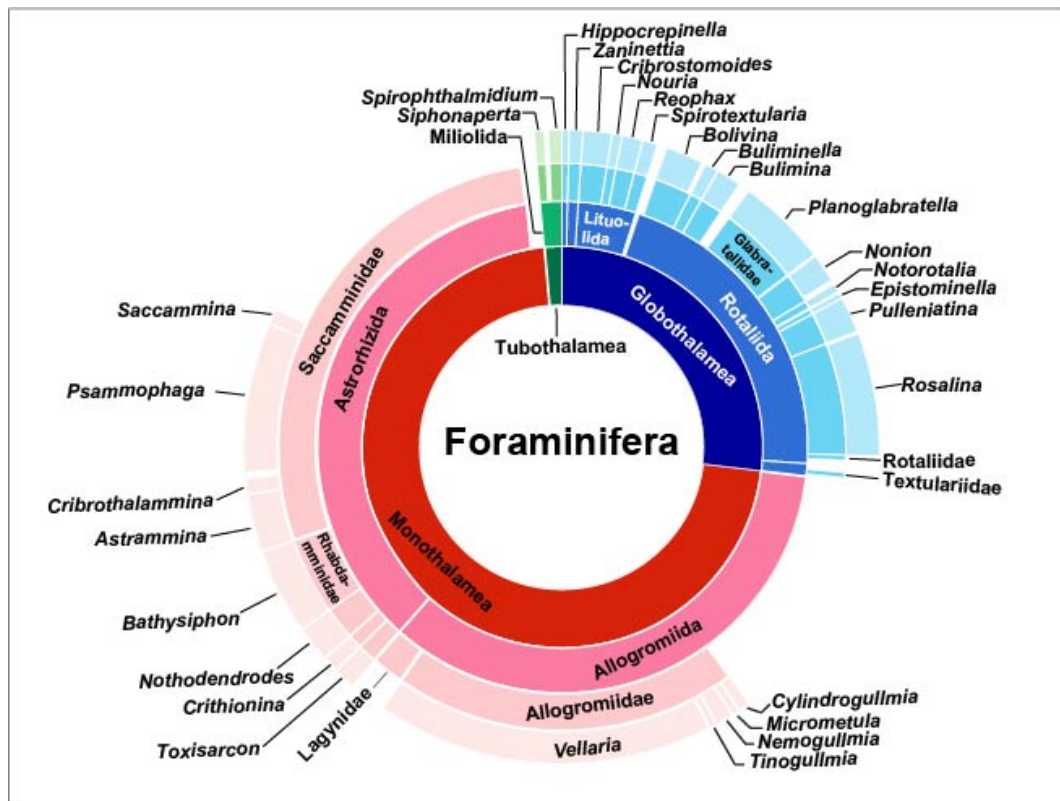 Hippocrepinella
Zaninettia
Cribrostomoides
Nouria
Reophax
Spirotextularia
Bolivina
Buliminella
Bulimina
Spirophthalmidium
Siphonaperta
Miliolida
Planoglabratella
Nonion
Notorotalia
Epistominella
Pulleniatina
Rosalina
Rotaliidae
Textulariidae
Lituo-
lida
Glabra-
tellidae
Rotaliida
Globothalamea
Tubothalamea
Foraminifera
Monothalamea
Astrorhizida
Saccamminidae
Saccammina
Psammophaga
Cribrothalammina
Astrammina
Rhabda-
mminidae
Bathysiphon
Nothodendrodes
Crithionina
Toxisarcon
Lagynidae
Allogromiida
Allogromiidae
Vellaria
Cylindrogullmia
Micrometula
Nemogullmia
Tinogullmia